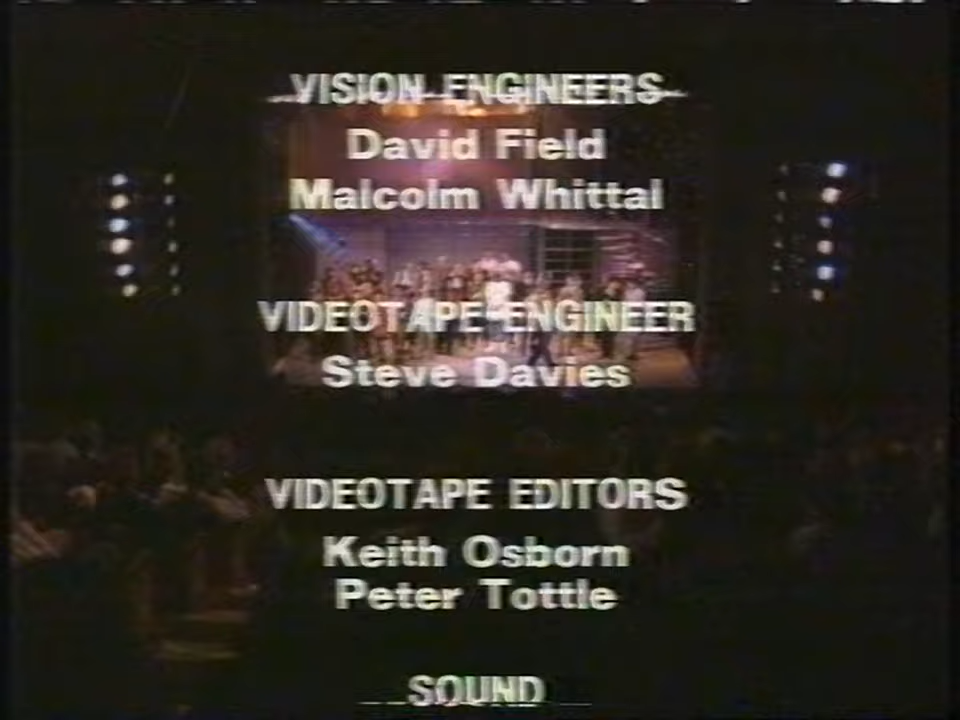 VISION ENGINEERS
David Field
Malcolm Whittal
VIDEOTAPE ENGINEER
Steve Davies
VIDEOTAPE EDITORS
Keith Osborn
Peter Tottle
SOUND